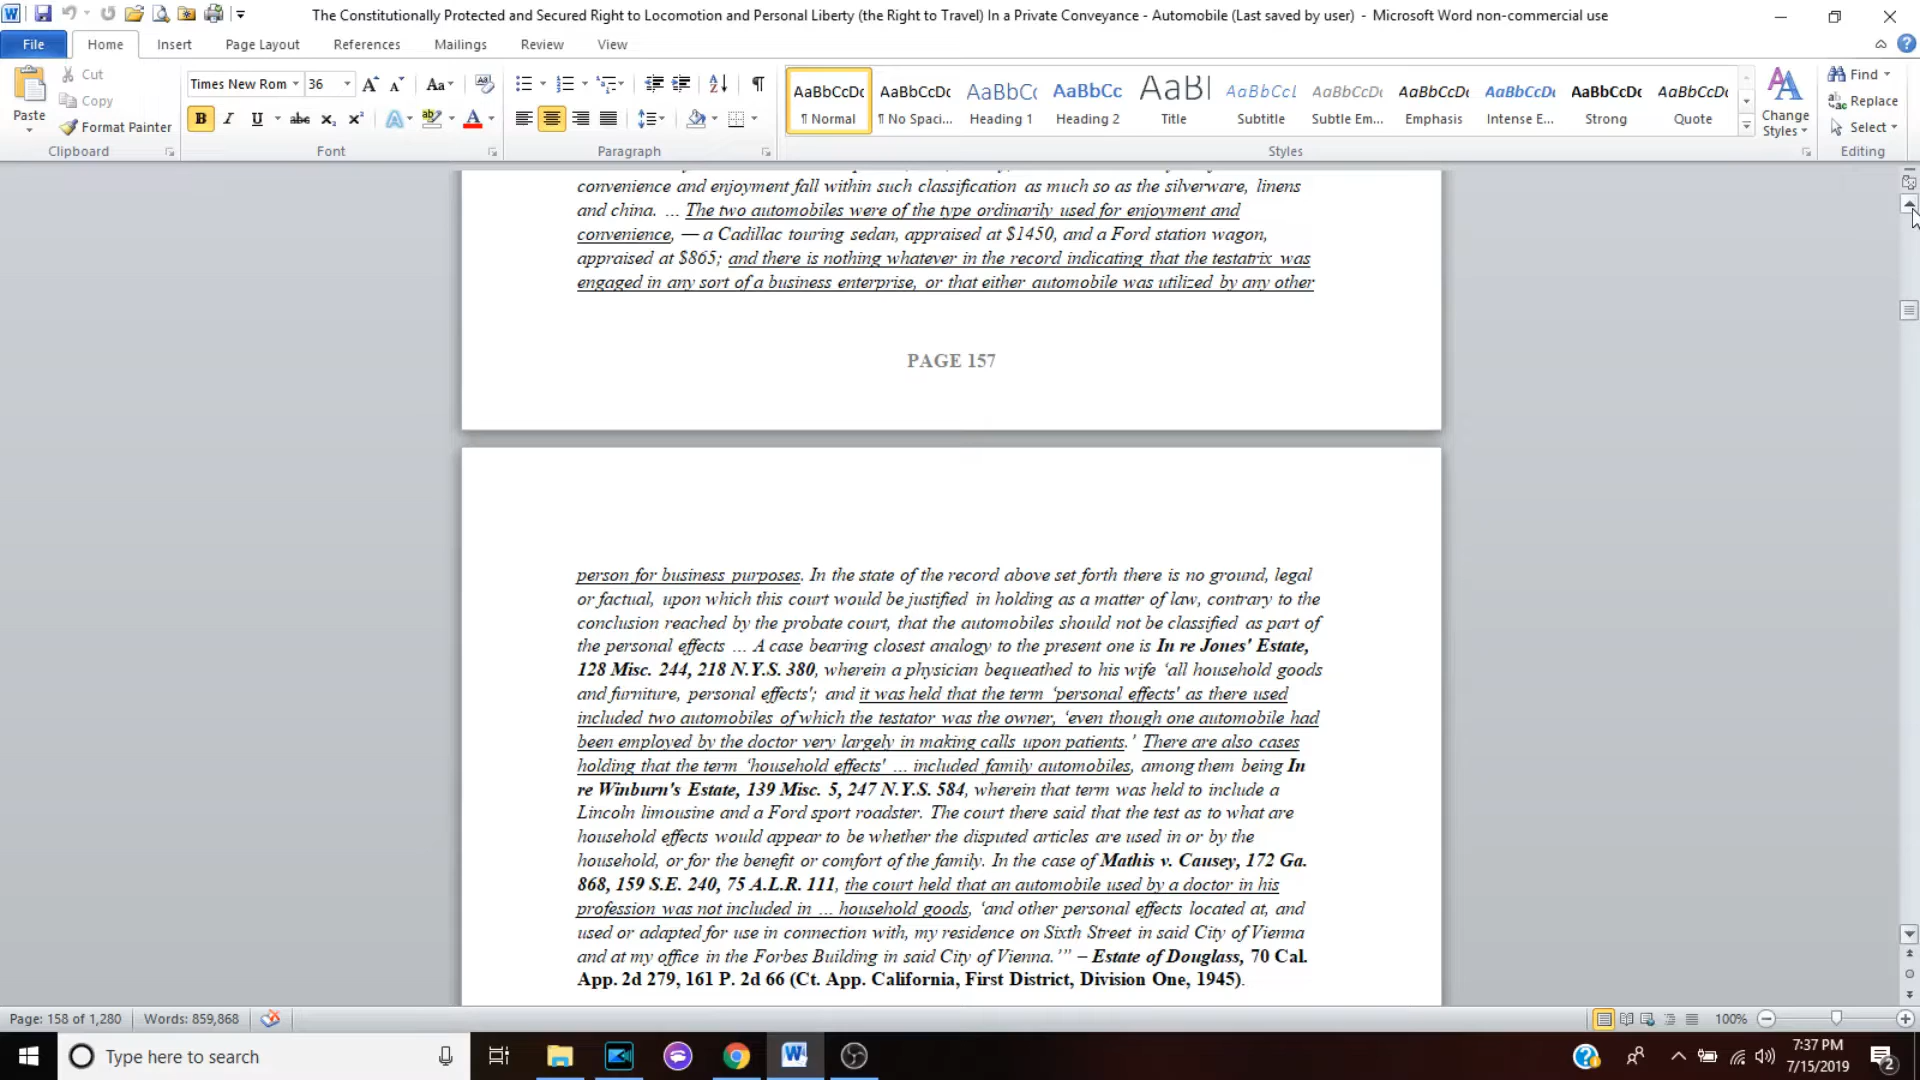 The Constitutionally Protected and Secured Right to Locomotion and Personal Liberty (the Right to Travel) In a Private Conveyance - Automobile (Last saved by user) - Microsoft Word non-commercial use
File Home Insert Page Layout References Mailings Review View
Paste
Cut
Copy
Format Painter
Clipboard
Times New Rom 36
Font
Paragraph
AaBbCcDc AaBbCcDc AaBbCc AaBbCc AaBl AaBbCcL AaBbCcDc AaBbCcDc AaBbCcDc AaBbCcDc AaBbCcDc
¶ Normal ¶ No Spaci... Heading 1 Heading 2 Title Subtitle Subtle Em... Emphasis Intense E... Strong Quote
Styles
Change
Styles
Find
Replace
Select
Editing
convenience and enjoyment fall within such classification as much so as the silverware, linens
and china. … The two automobiles were of the type ordinarily used for enjoyment and
convenience, — a Cadillac touring sedan, appraised at $1450, and a Ford station wagon,
appraised at $865; and there is nothing whatever in the record indicating that the testatrix was
engaged in any sort of a business enterprise, or that either automobile was utilized by any other
PAGE 157
person for business purposes. In the state of the record above set forth there is no ground, legal
or factual, upon which this court would be justified in holding as a matter of law, contrary to the
conclusion reached by the probate court, that the automobiles should not be classified as part of
the personal effects … A case bearing closest analogy to the present one is In re Jones' Estate,
128 Misc. 244, 218 N.Y.S. 380, wherein a physician bequeathed to his wife ‘all household goods
and furniture, personal effects'; and it was held that the term ‘personal effects' as there used
included two automobiles of which the testator was the owner, ‘even though one automobile had
been employed by the doctor very largely in making calls upon patients.’ There are also cases
holding that the term ‘household effects' … included family automobiles, among them being In
re Winburn's Estate, 139 Misc. 5, 247 N.Y.S. 584, wherein that term was held to include a
Lincoln limousine and a Ford sport roadster. The court there said that the test as to what are
household effects would appear to be whether the disputed articles are used in or by the
household, or for the benefit or comfort of the family. In the case of Mathis v. Causey, 172 Ga.
868, 159 S.E. 240, 75 A.L.R. 111, the court held that an automobile used by a doctor in his
profession was not included in … household goods, ‘and other personal effects located at, and
used or adapted for use in connection with, my residence on Sixth Street in said City of Vienna
and at my office in the Forbes Building in said City of Vienna.’” – Estate of Douglass, 70 Cal.
App. 2d 279, 161 P. 2d 66 (Ct. App. California, First District, Division One, 1945).
Page: 158 of 1,280 Words: 859,868 100%
Type here to search
7:37 PM
7/15/2019
2